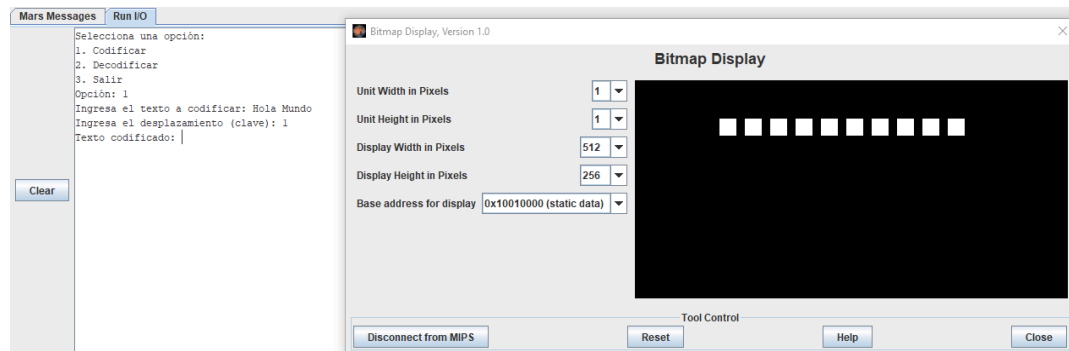 Mars Messages
Run I/O
Selecciona una opción:
1. Codificar
2. Decodificar
3. Salir
Opción: 1
Ingresa el texto a codificar: Hola Mundo
Ingresa el desplazamiento (clave): 1
Texto codificado:
Clear
Bitmap Display, Version 1.0
Bitmap Display
Unit Width in Pixels 1
Unit Height in Pixels 1
Display Width in Pixels 512
Display Height in Pixels 256
Base address for display 0x10010000 (static data)
Tool Control
Disconnect from MIPS
Reset
Help
Close